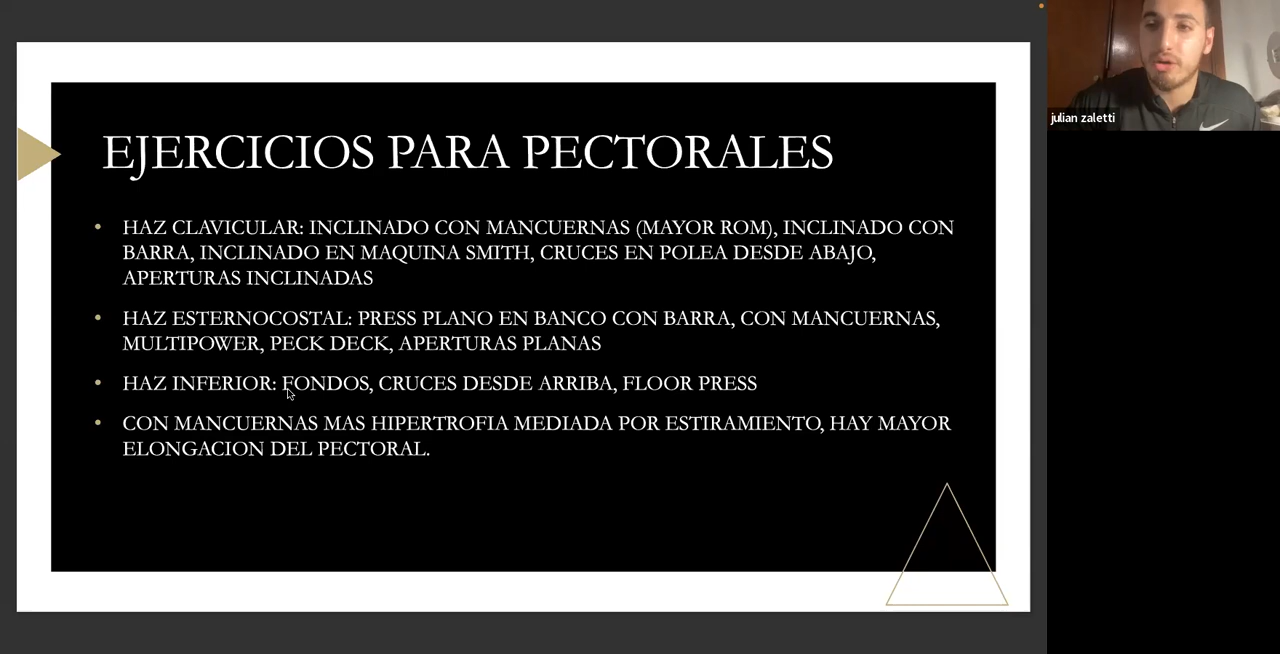 EJERCICIOS PARA PECTORALES
• HAZ CLAVICULAR: INCLINADO CON MANCUERNAS (MAYOR ROM), INCLINADO CON
BARRA, INCLINADO EN MAQUINA SMITH, CRUCES EN POLEA DESDE ABAJO,
APERTURAS INCLINADAS
• HAZ ESTERNOCOSTAL: PRESS PLANO EN BANCO CON BARRA, CON MANCUERNAS,
MULTIPOWER, PECK DECK, APERTURAS PLANAS
• HAZ INFERIOR: FONDOS, CRUCES DESDE ARRIBA, FLOOR PRESS
• CON MANCUERNAS MAS HIPERTROFIA MEDIADA POR ESTIRAMIENTO, HAY MAYOR
ELONGACION DEL PECTORAL.
julian zaletti